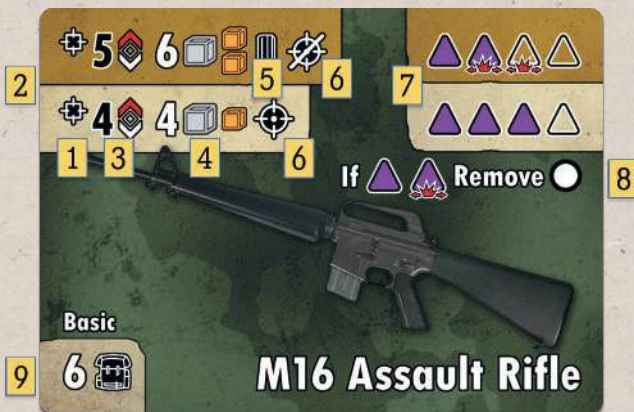 5 6 5 6
2 7
4 4
1 3 4 6
If Remove 8
Basic
9 6 M16 Assault Rifle